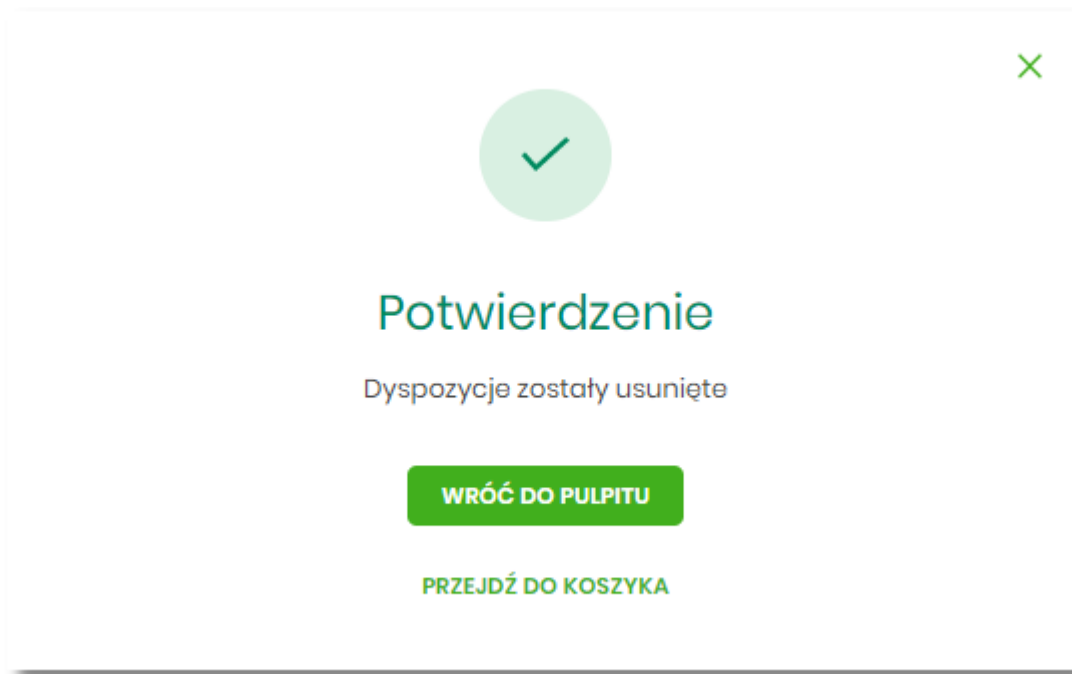 Potwierdzenie
Dyspozycje zostały usunięte
WRÓĆ DO PULPITU
PRZEJDŹ DO KOSZYKA